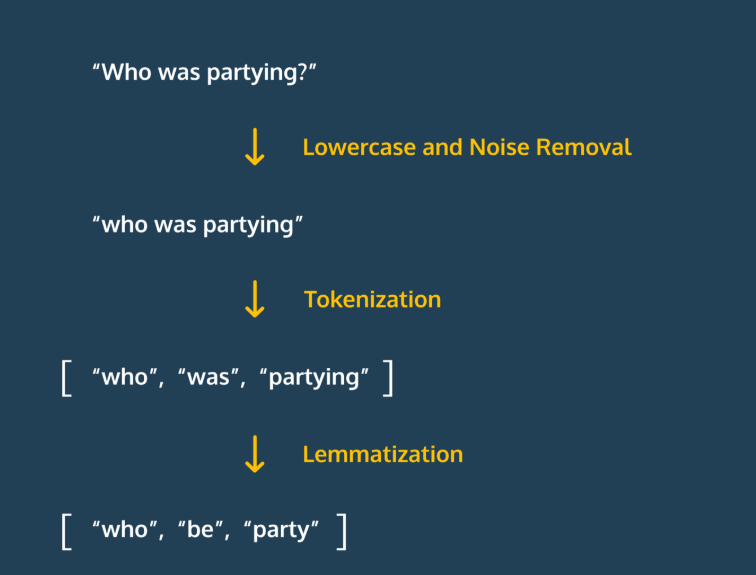 “Who was partying?”
Lowercase and Noise Removal
“who was partying”
Tokenization
[ “who”, “was”, “partying” ]
Lemmatization
[ “who”, “be”, “party” ]